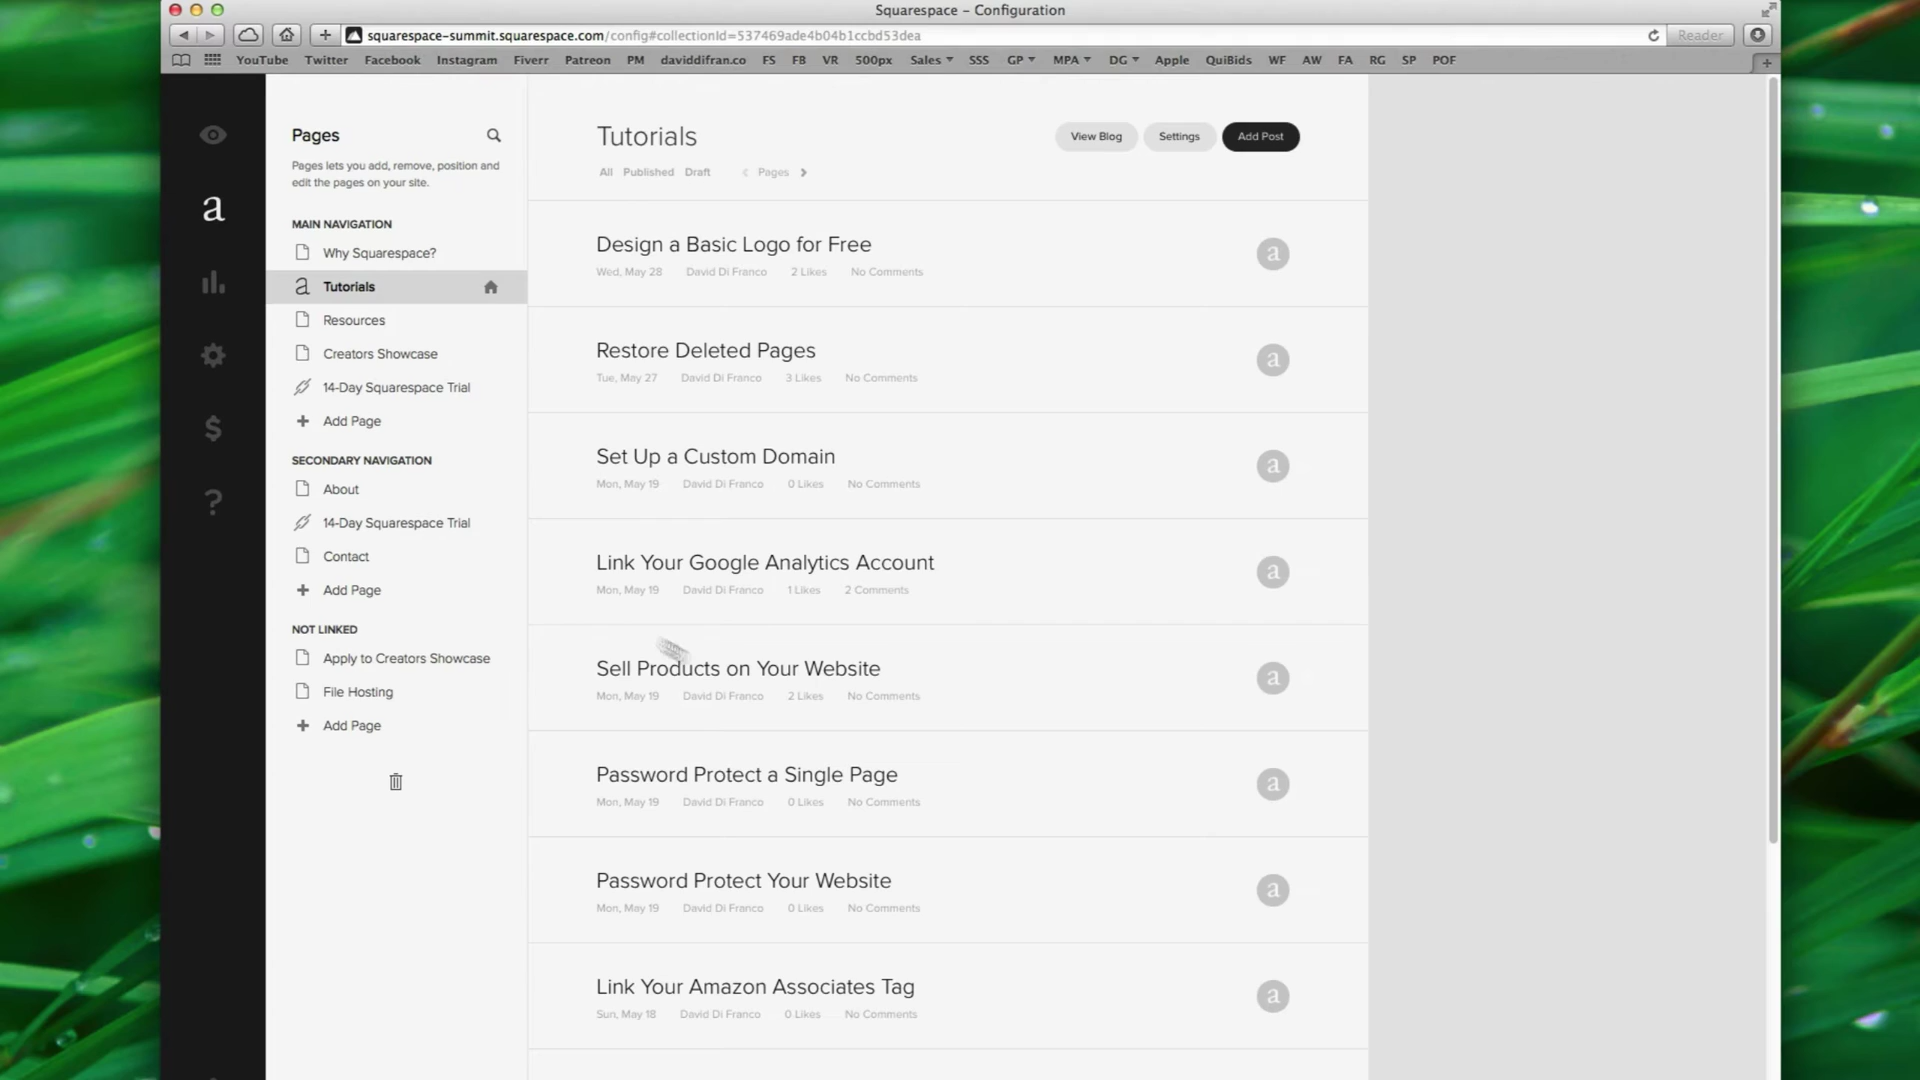 Squarespace – Configuration
squarespace-summit.squarespace.com/config#collectionId=537469ade4b04b1ccbd53dea
Reader
YouTube Twitter Facebook Instagram Fiverr Patreon PM daviddifran.co FS FB VR 500px Sales SSS GP MPA DG Apple QuiBids WF AW FA RG SP POF
Pages
Pages lets you add, remove, position and
edit the pages on your site.
MAIN NAVIGATION
Why Squarespace?
Tutorials
Resources
Creators Showcase
14-Day Squarespace Trial
+ Add Page
SECONDARY NAVIGATION
About
14-Day Squarespace Trial
Contact
+ Add Page
NOT LINKED
Apply to Creators Showcase
File Hosting
+ Add Page
Tutorials
View Blog Settings Add Post
All Published Draft Pages
Design a Basic Logo for Free
Wed, May 28 David Di Franco 2 Likes No Comments
Restore Deleted Pages
Tue, May 27 David Di Franco 3 Likes No Comments
Set Up a Custom Domain
Mon, May 19 David Di Franco 0 Likes No Comments
Link Your Google Analytics Account
Mon, May 19 David Di Franco 1 Likes 2 Comments
Sell Products on Your Website
Mon, May 19 David Di Franco 2 Likes No Comments
Password Protect a Single Page
Mon, May 19 David Di Franco 0 Likes No Comments
Password Protect Your Website
Mon, May 19 David Di Franco 0 Likes No Comments
Link Your Amazon Associates Tag
Sun, May 18 David Di Franco 0 Likes No Comments